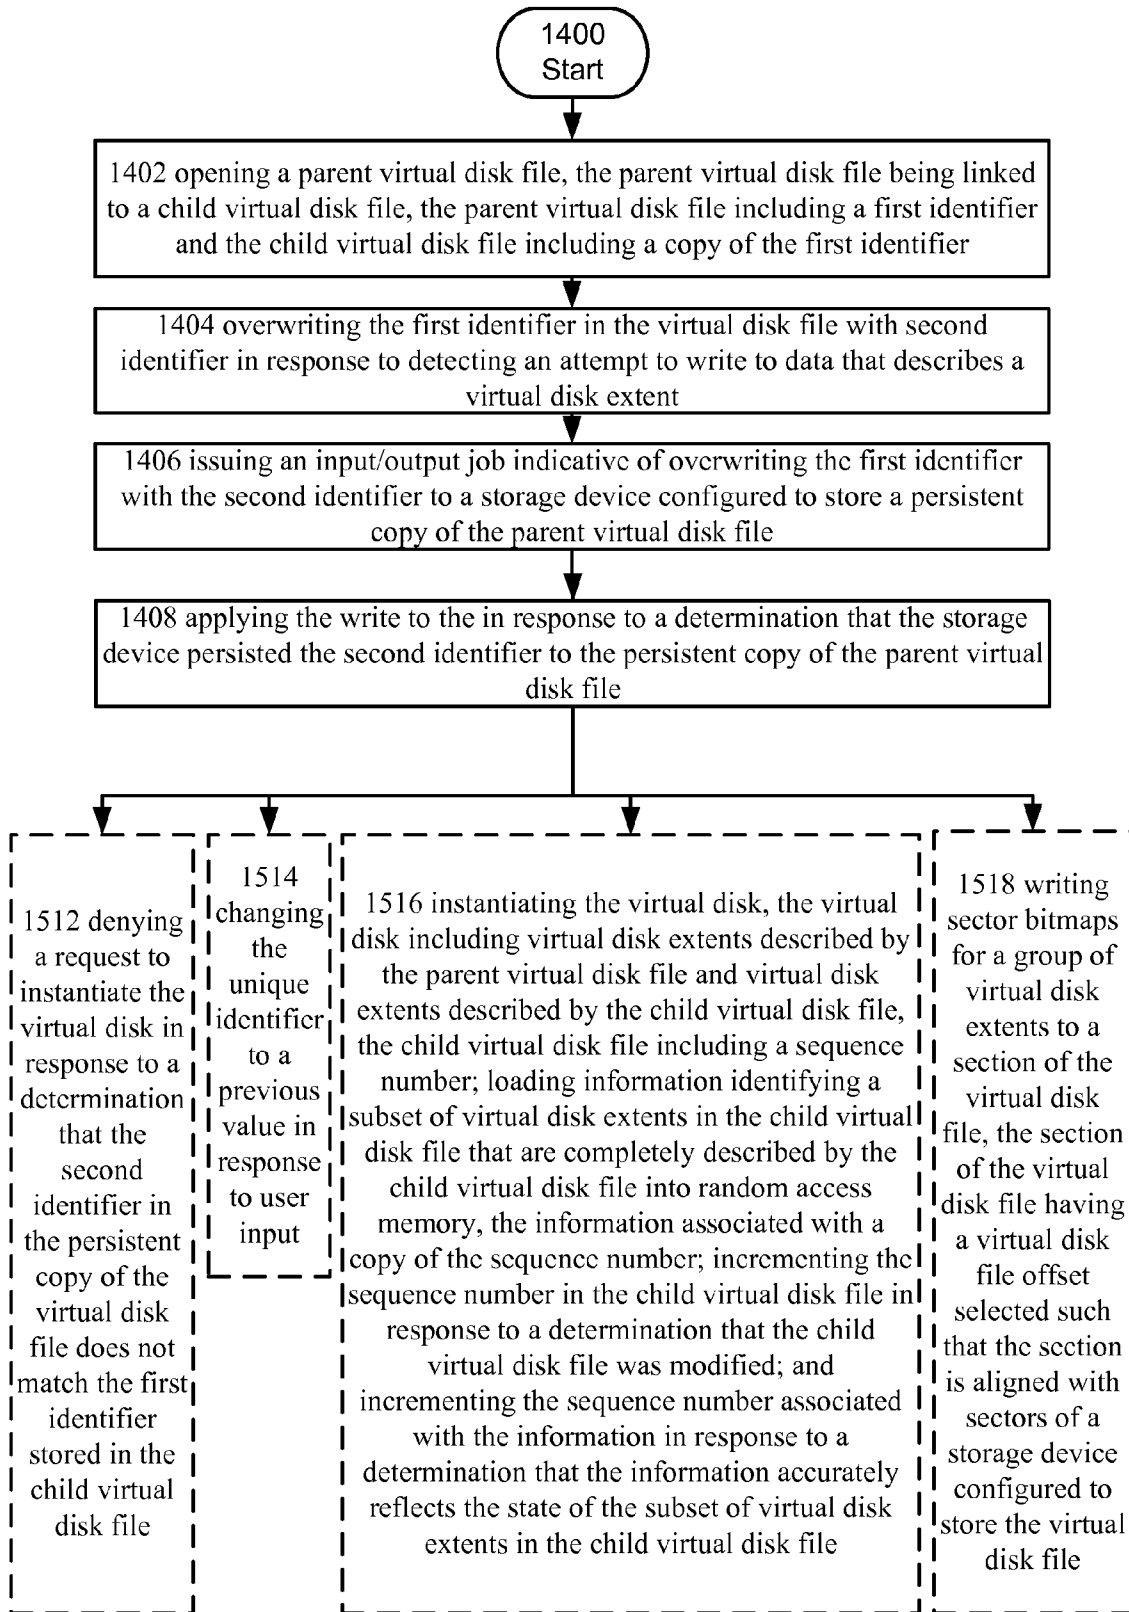 1400
Start
1402 opening a parent virtual disk file, the parent virtual disk file being linked
to a child virtual disk file, the parent virtual disk file including a first identifier
and the child virtual disk file including a copy of the first identifier
1404 overwriting the first identifier in the virtual disk file with second
identifier in response to detecting an attempt to write to data that describes a
virtual disk extent
1406 issuing an input/output job indicative of overwriting the first identifier
with the second identifier to a storage device configured to store a persistent
copy of the parent virtual disk file
1408 applying the write to the in response to a determination that the storage
device persisted the second identifier to the persistent copy of the parent virtual
disk file
1512 denying
a request to
instantiate the
virtual disk in
response to a
determination
that the
second
identifier in
the persistent
copy of the
virtual disk
file does not
match the first
identifier
stored in the
child virtual
disk file
1514
changing
the
unique
identifier
to a
previous
value in
response
to user
input
1516 instantiating the virtual disk, the virtual
disk including virtual disk extents described by
the parent virtual disk file and virtual disk
extents described by the child virtual disk file,
the child virtual disk file including a sequence
number; loading information identifying a
subset of virtual disk extents in the child virtual
disk file that are completely described by the
child virtual disk file into random access
memory, the information associated with a
copy of the sequence number; incrementing the
sequence number in the child virtual disk file in
response to a determination that the child
virtual disk file was modified; and
incrementing the sequence number associated
with the information in response to a
determination that the information accurately
reflects the state of the subset of virtual disk
extents in the child virtual disk file
1518 writing
sector bitmaps
for a group of
virtual disk
extents to a
section of the
virtual disk
file, the section
of the virtual
disk file having
a virtual disk
file offset
selected such
that the section
is aligned with
sectors of a
storage device
configured to
store the virtual
disk file